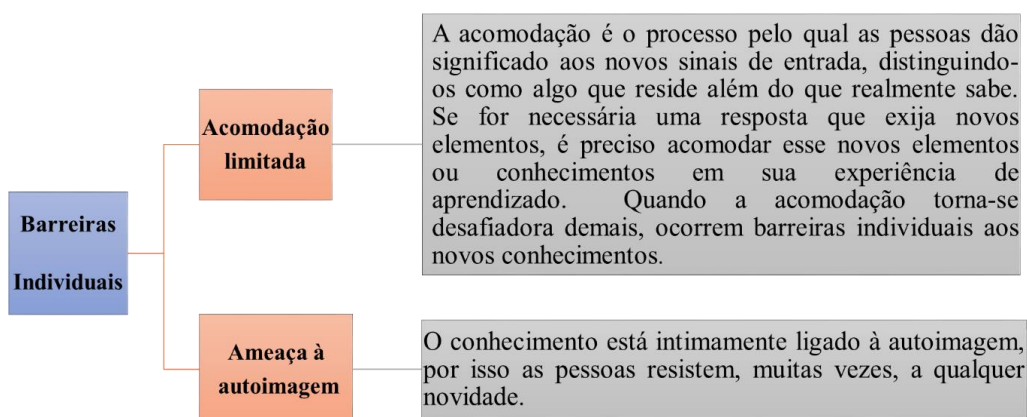 Barreiras
Individuais
Acomodação
limitada
A acomodação é o processo pelo qual as pessoas dão
significado aos novos sinais de entrada, distinguindo-
os como algo que reside além do que realmente sabe.
Se for necessária uma resposta que exija novos
elementos, é preciso acomodar esse novos elementos
ou conhecimentos em sua experiência de
aprendizado. Quando a acomodação torna-se
desafiadora demais, ocorrem barreiras individuais aos
novos conhecimentos.
Ameaça à
autoimagem
O conhecimento está intimamente ligado à autoimagem,
por isso as pessoas resistem, muitas vezes, a qualquer
novidade.